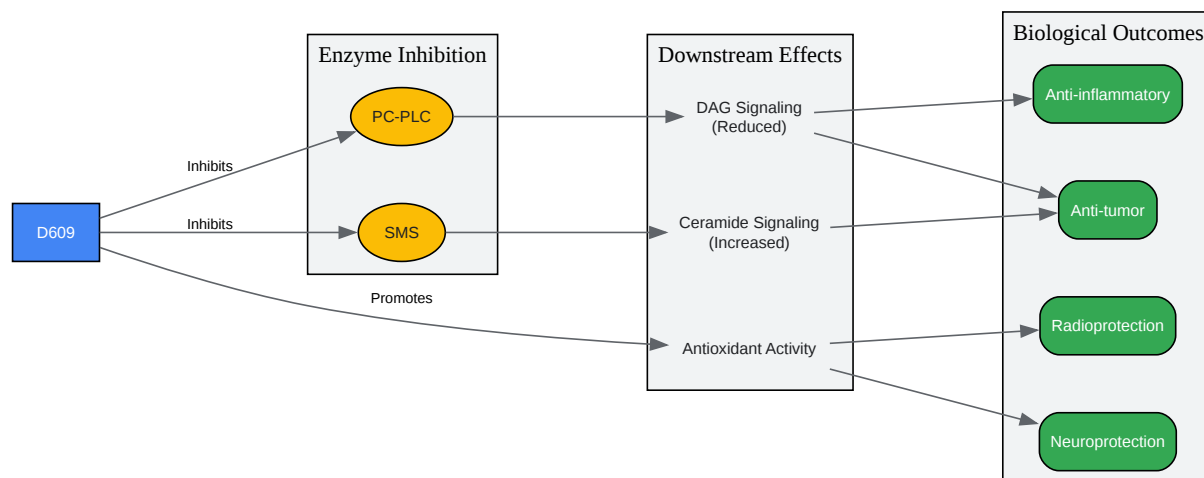 Enzyme Inhibition
Downstream Effects
Biological Outcomes
PC-PLC
DAG Signaling
(Reduced)
Anti-inflammatory
Inhibits
D609
Inhibits
SMS
Ceramide Signaling
(Increased)
Anti-tumor
Promotes
Antioxidant Activity
Radioprotection
Neuroprotection